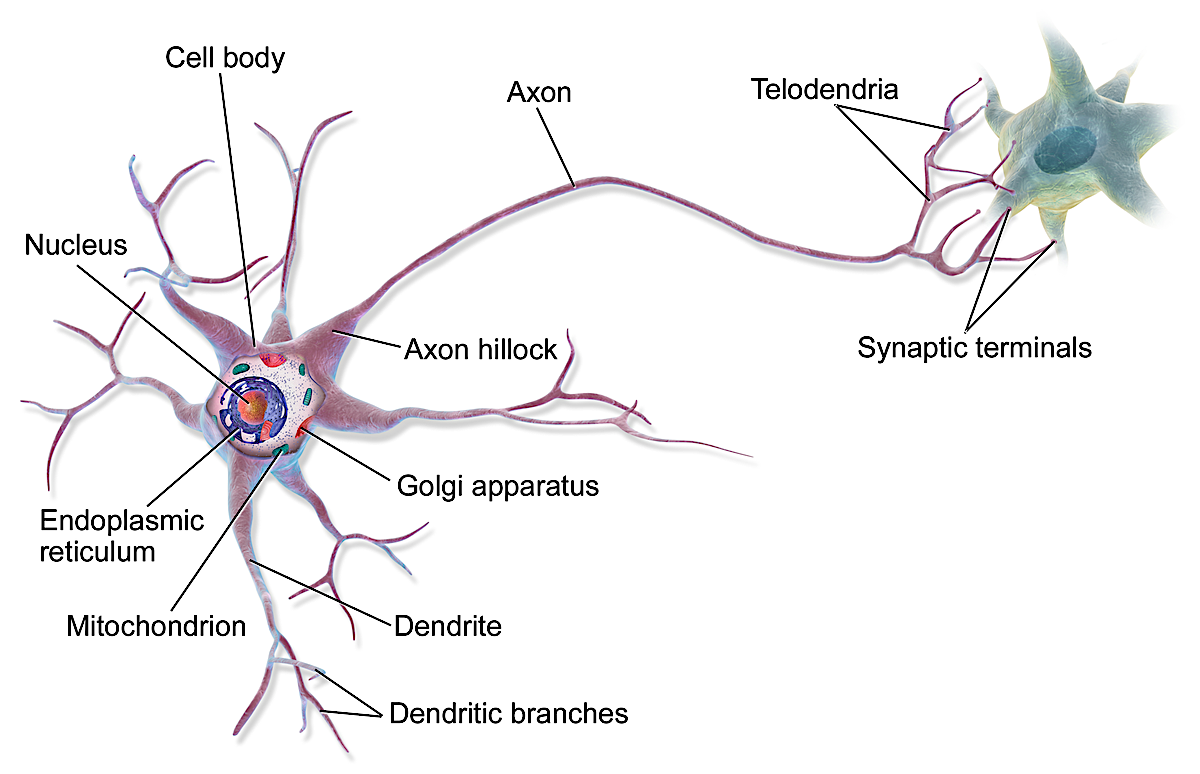 Cell body
Axon
Telodendria
Nucleus
Axon hillock
Synaptic terminals
Golgi apparatus
Endoplasmic
reticulum
Mitochondrion
Dendrite
Dendritic branches